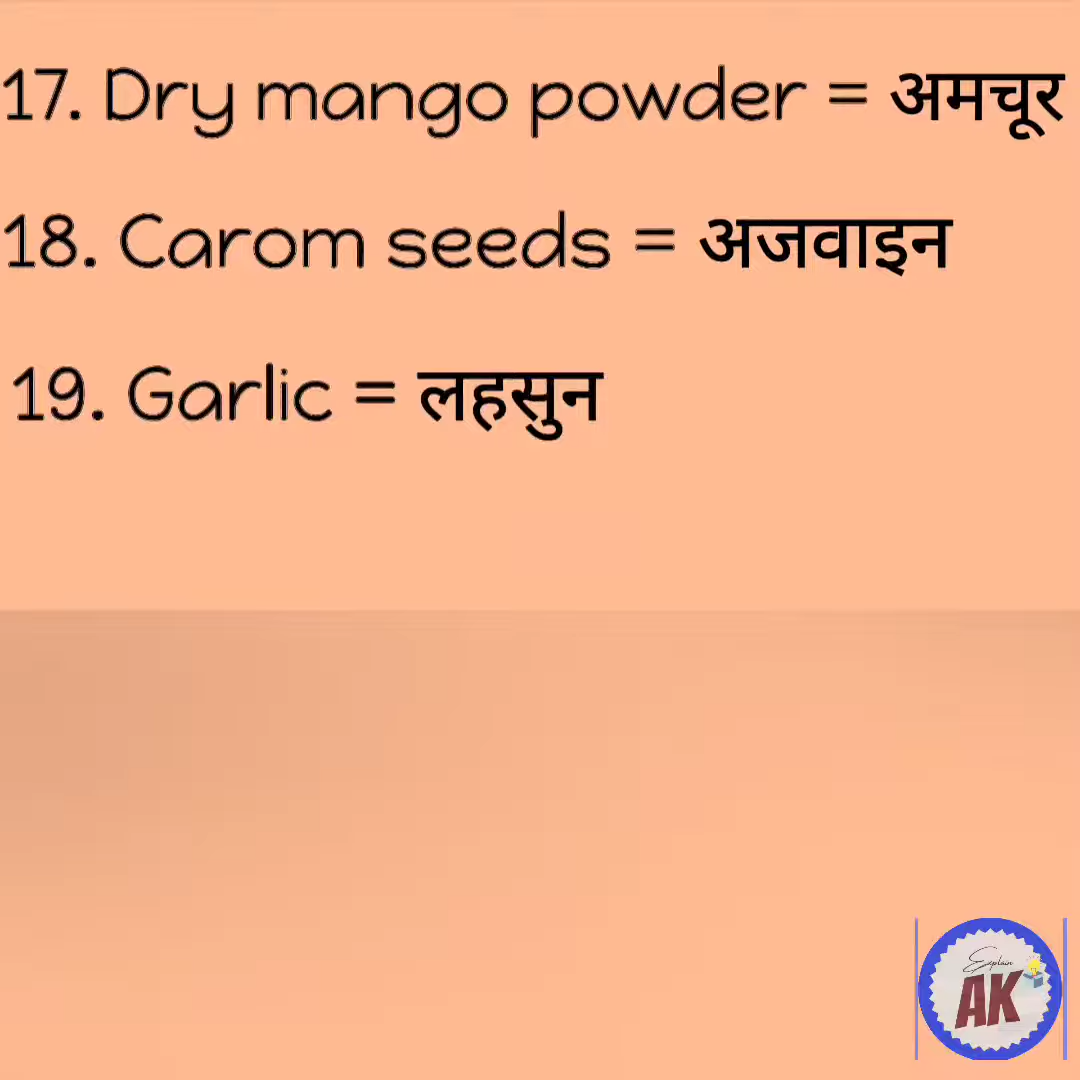 17. Dry mango powder = अमचूर
18. Carom seeds = अजवाइन
19. Garlic = लहसुन
Explain
AK